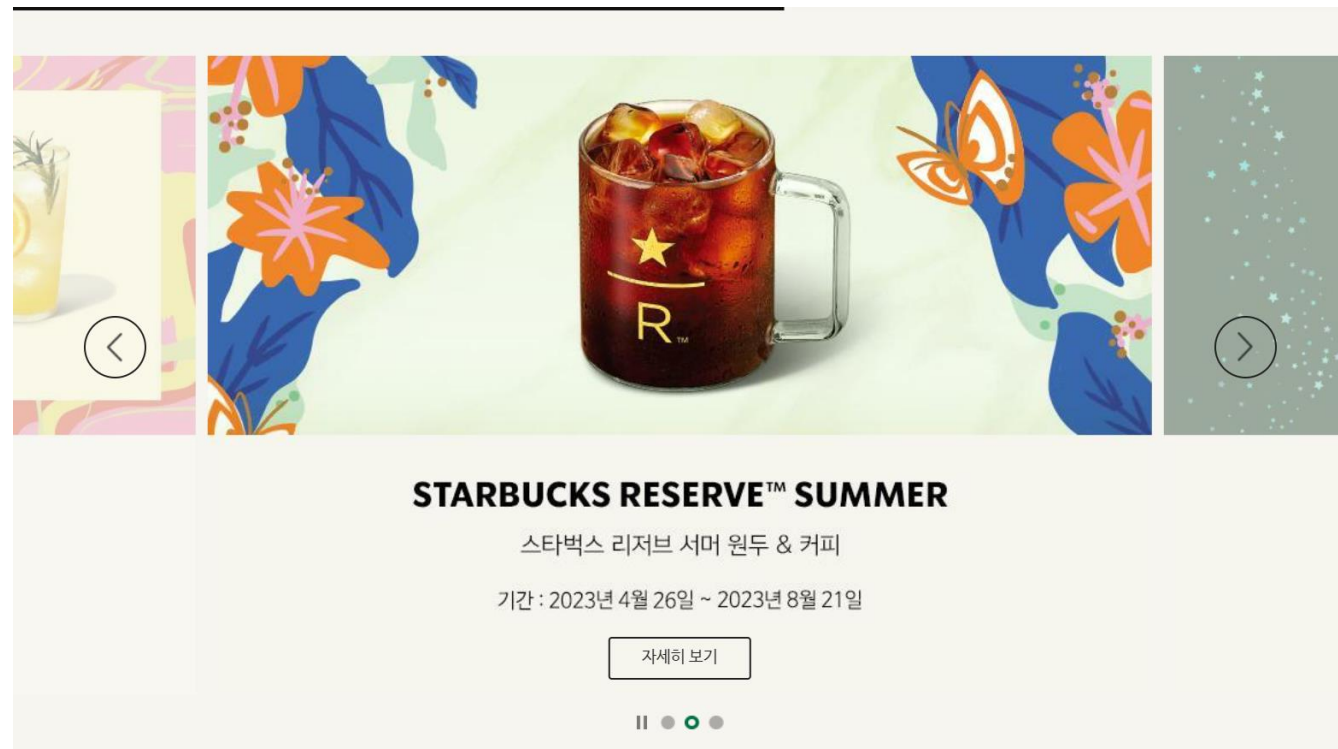 R™
STARBUCKS RESERVE™ SUMMER
스타벅스 리저브 서머 원두 & 커피
기간 : 2023년 4월 26일 ~ 2023년 8월 21일
자세히 보기